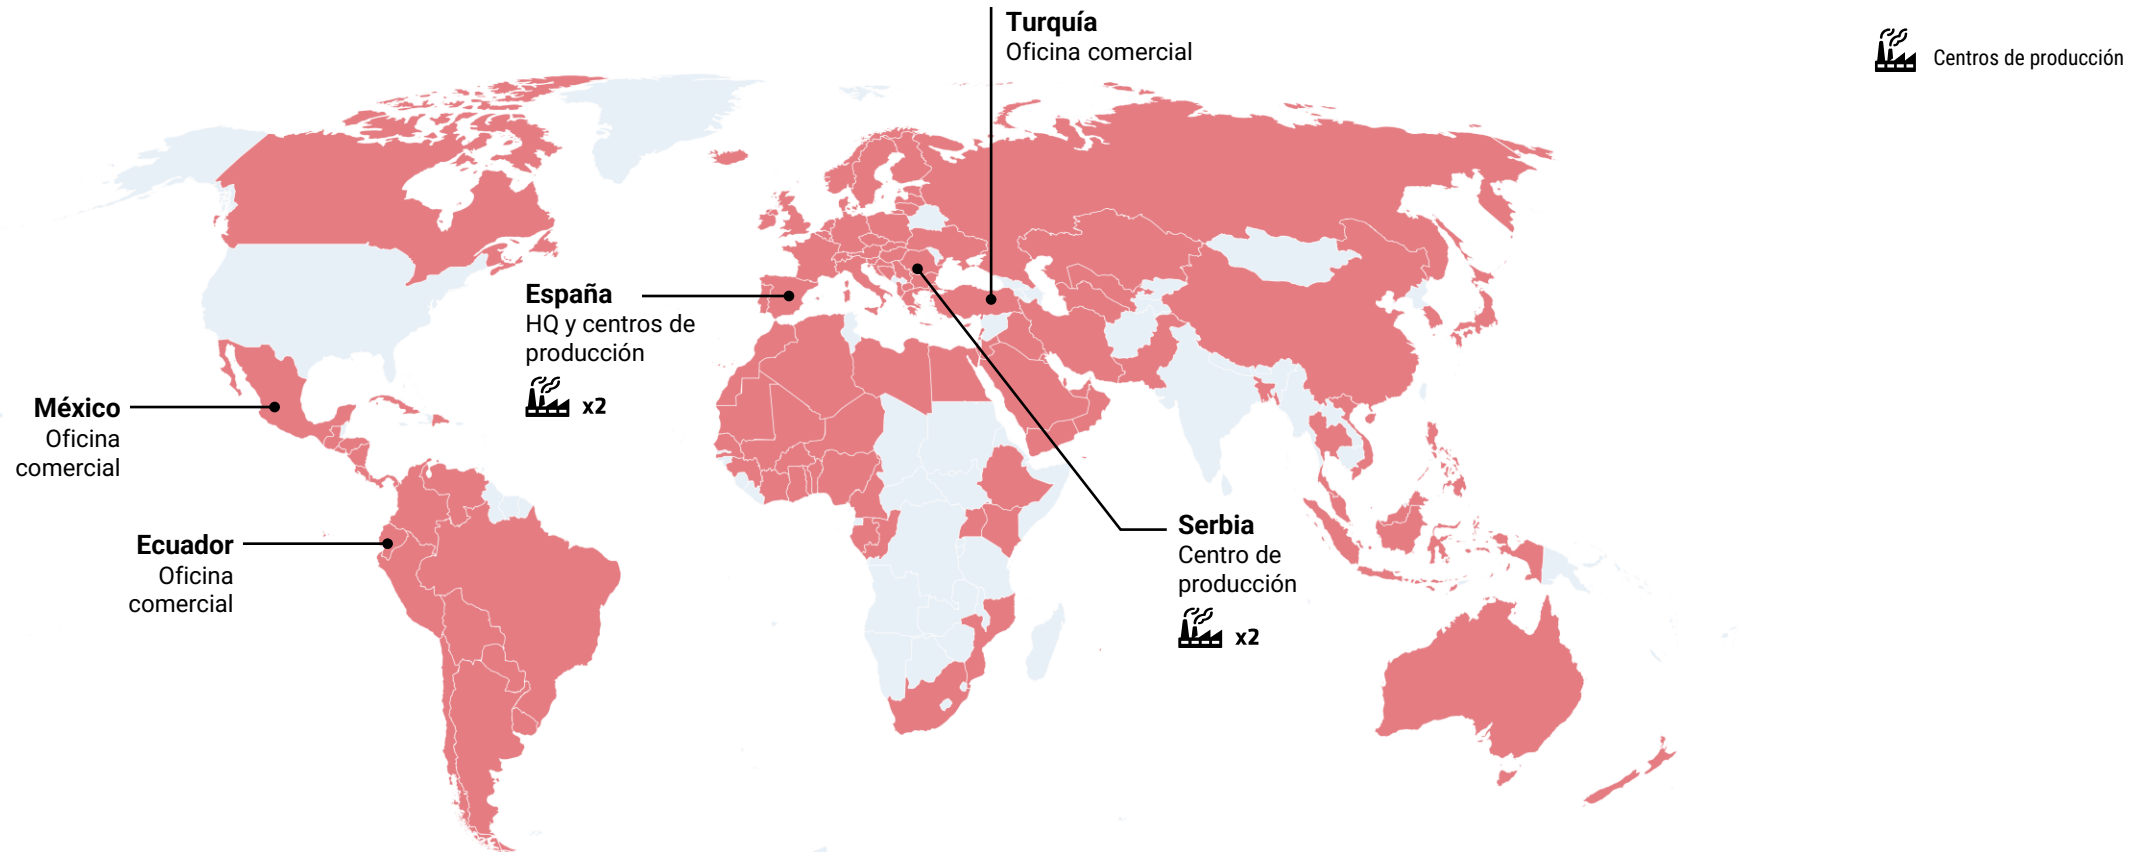 Turquía
Oficina comercial
Centros de producción
España
HQ y centros de
producción
x2
México
Oficina
comercial
Ecuador
Oficina
comercial
Serbia
Centro de
producción
x2